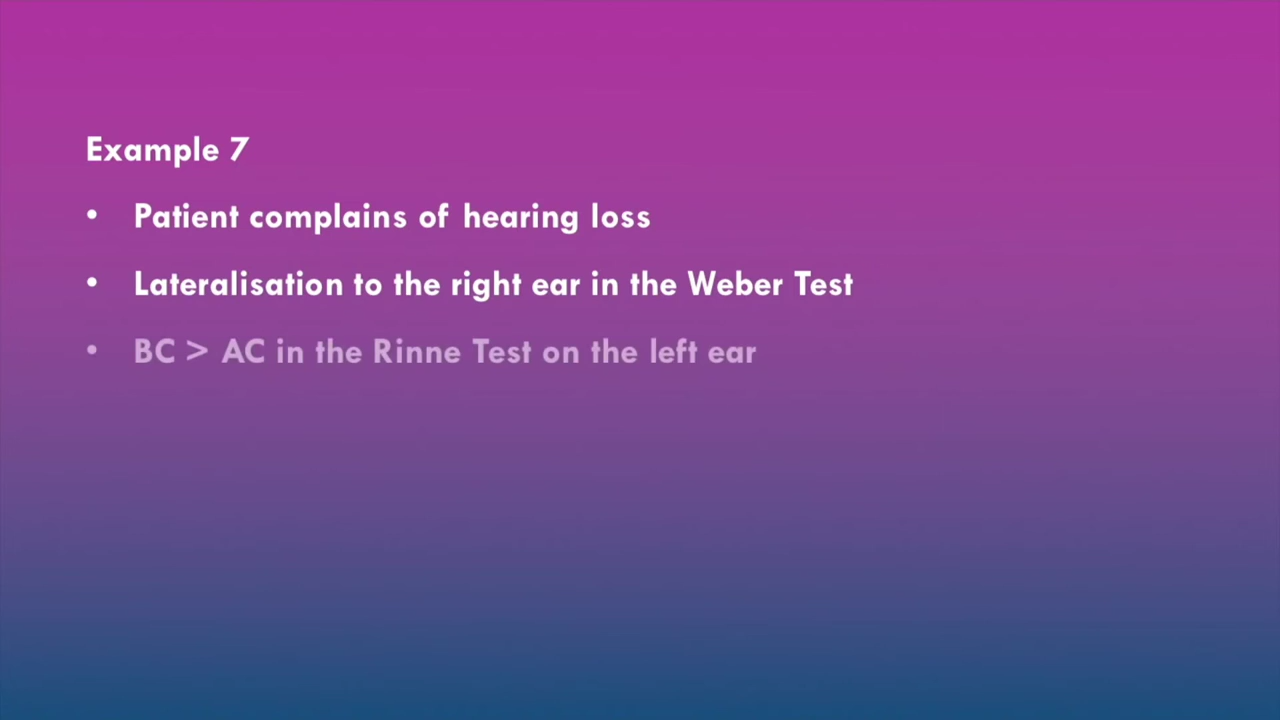 Example 7
• Patient complains of hearing loss
• Lateralisation to the right ear in the Weber Test
• BC > AC in the Rinne Test on the left ear